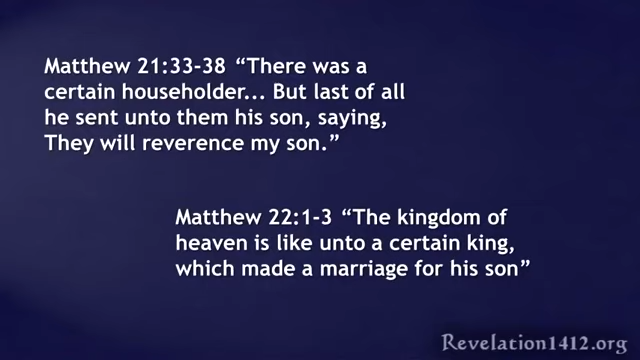 Matthew 21:33-38 “There was a
certain householder... But last of all
he sent unto them his son, saying,
They will reverence my son.”
Matthew 22:1-3 “The kingdom of
heaven is like unto a certain king,
which made a marriage for his son”
Revelation1412.org